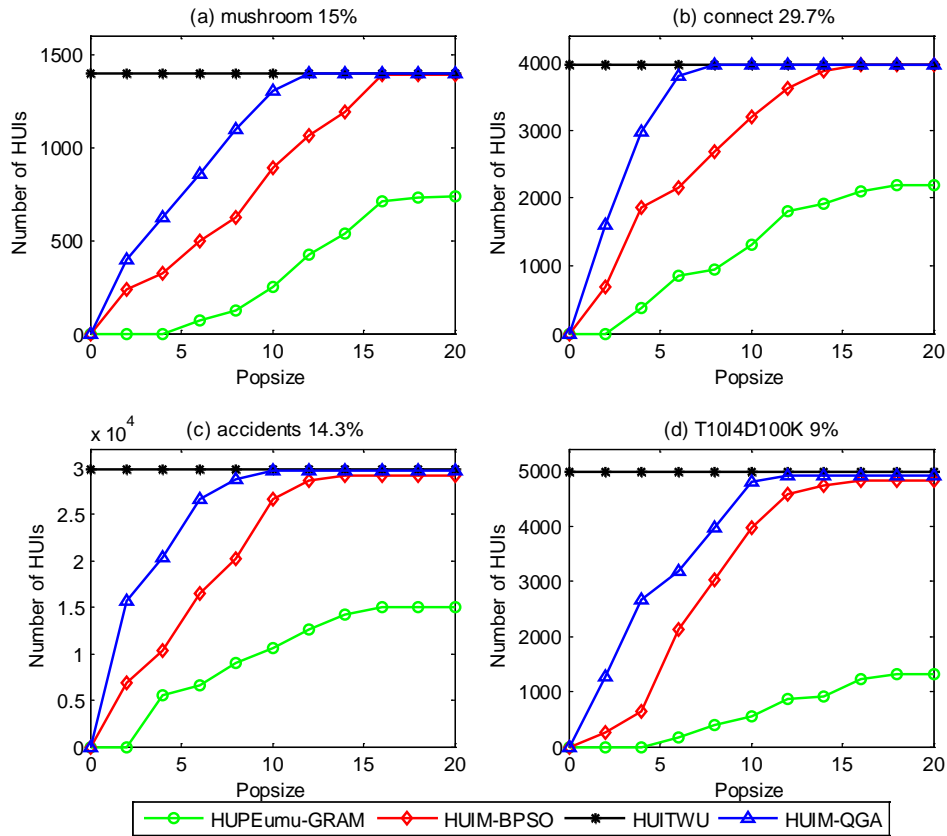 (a) mushroom 15%
Number of HUIs
1500
1000
500
0
0 5 10 15 20
Popsize
(b) connect 29.7%
Number of HUIs
4000
3000
2000
1000
0
0 5 10 15 20
Popsize
(c) accidents 14.3%
x 10^4
Number of HUIs
3
2.5
2
1.5
1
0.5
0
0 5 10 15 20
Popsize
(d) T10I4D100K 9%
Number of HUIs
5000
4000
3000
2000
1000
0
0 5 10 15 20
Popsize
HUPEumu-GRAM HUIM-BPSO HUITWU HUIM-QGA